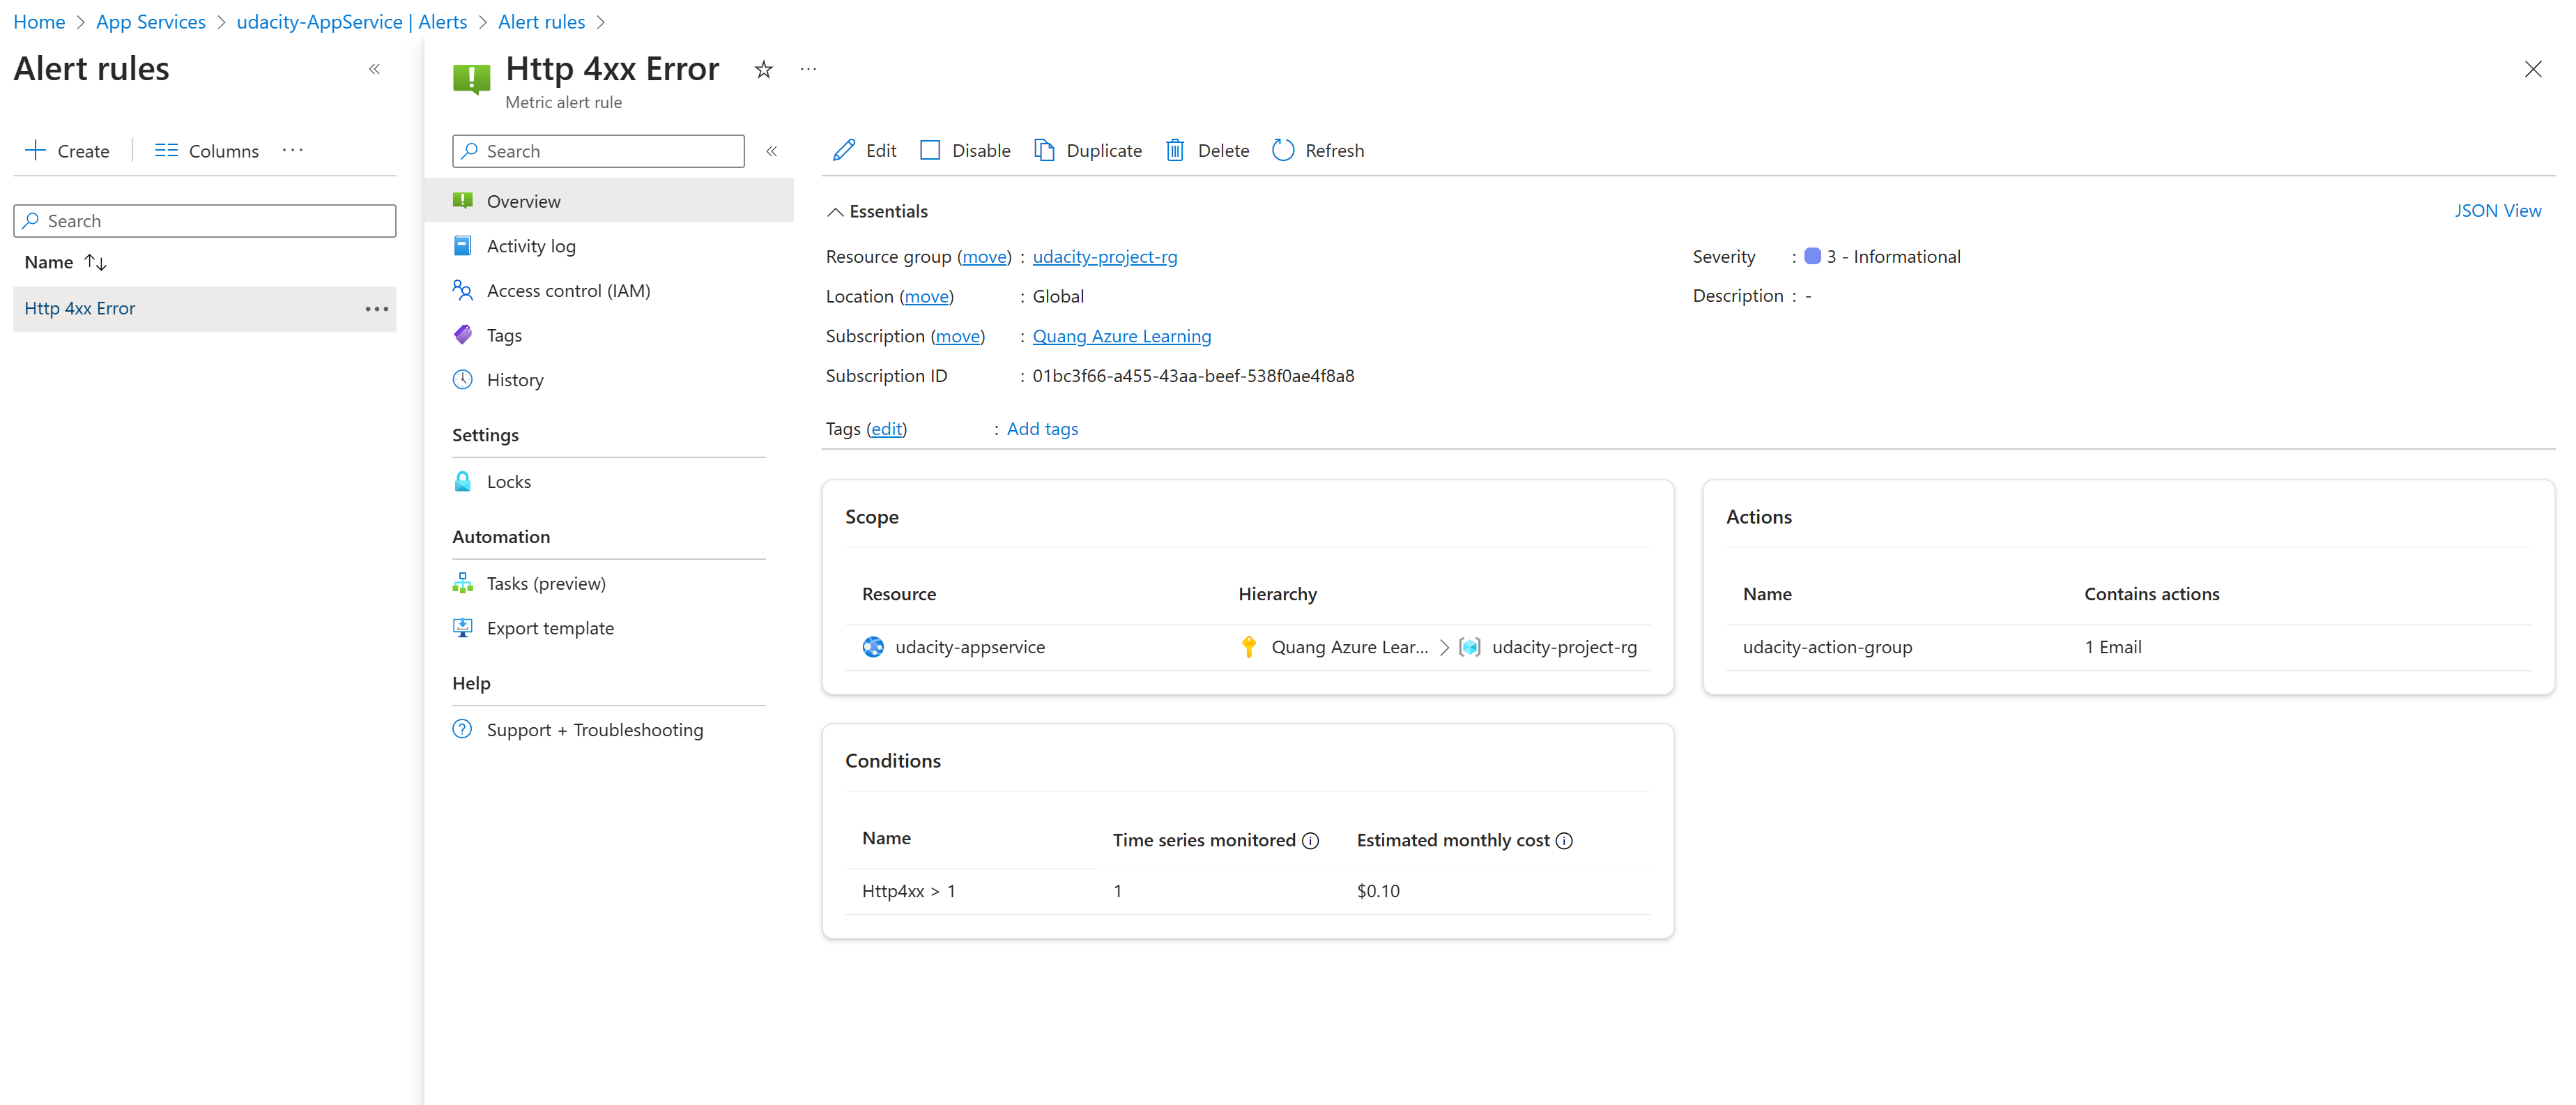 Home > App Services > udacity-AppService | Alerts > Alert rules >
Alert rules
«
Create
Columns
...
Search
Name ↑↓
Http 4xx Error
...
Http 4xx Error
...
Metric alert rule
Search
«
Overview
Activity log
Access control (IAM)
Tags
History
Settings
Locks
Automation
Tasks (preview)
Export template
Help
Support + Troubleshooting
Edit
Disable
Duplicate
Delete
Refresh
Essentials
JSON View
Resource group (move) : udacity-project-rg
Location (move) : Global
Subscription (move) : Quang Azure Learning
Subscription ID : 01bc3f66-a455-43aa-beef-538f0ae4f8a8
Tags (edit) : Add tags
Severity : 3 - Informational
Description : -
Scope
Resource Hierarchy
udacity-appservice Quang Azure Lear... > udacity-project-rg
Actions
Name Contains actions
udacity-action-group 1 Email
Conditions
Name Time series monitored Estimated monthly cost
Http4xx > 1 1 $0.10